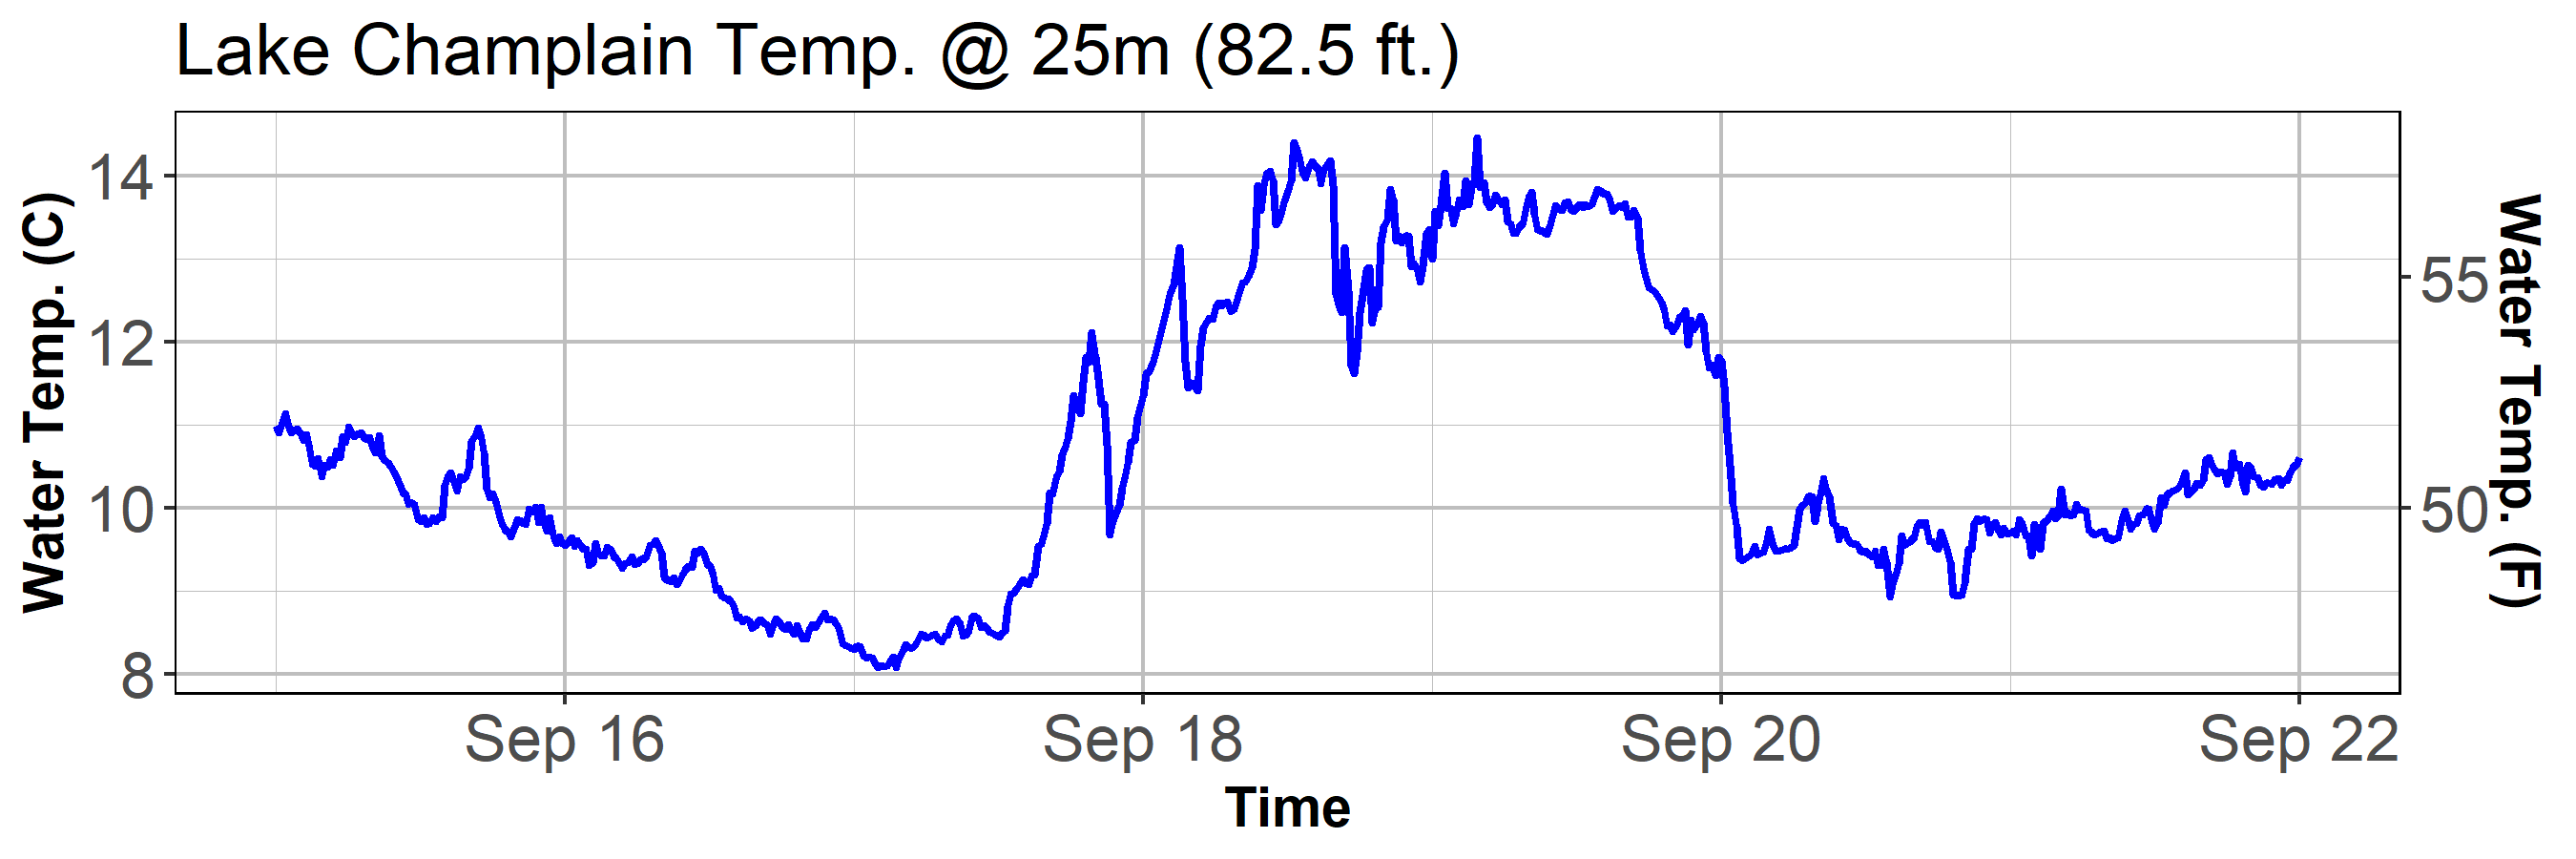 Lake Champlain Temp. @ 25m (82.5 ft.)
Water Temp. (C)
14
12
10
8
55
50
Water Temp. (F)
Sep 16
Sep 18
Sep 20
Sep 22
Time